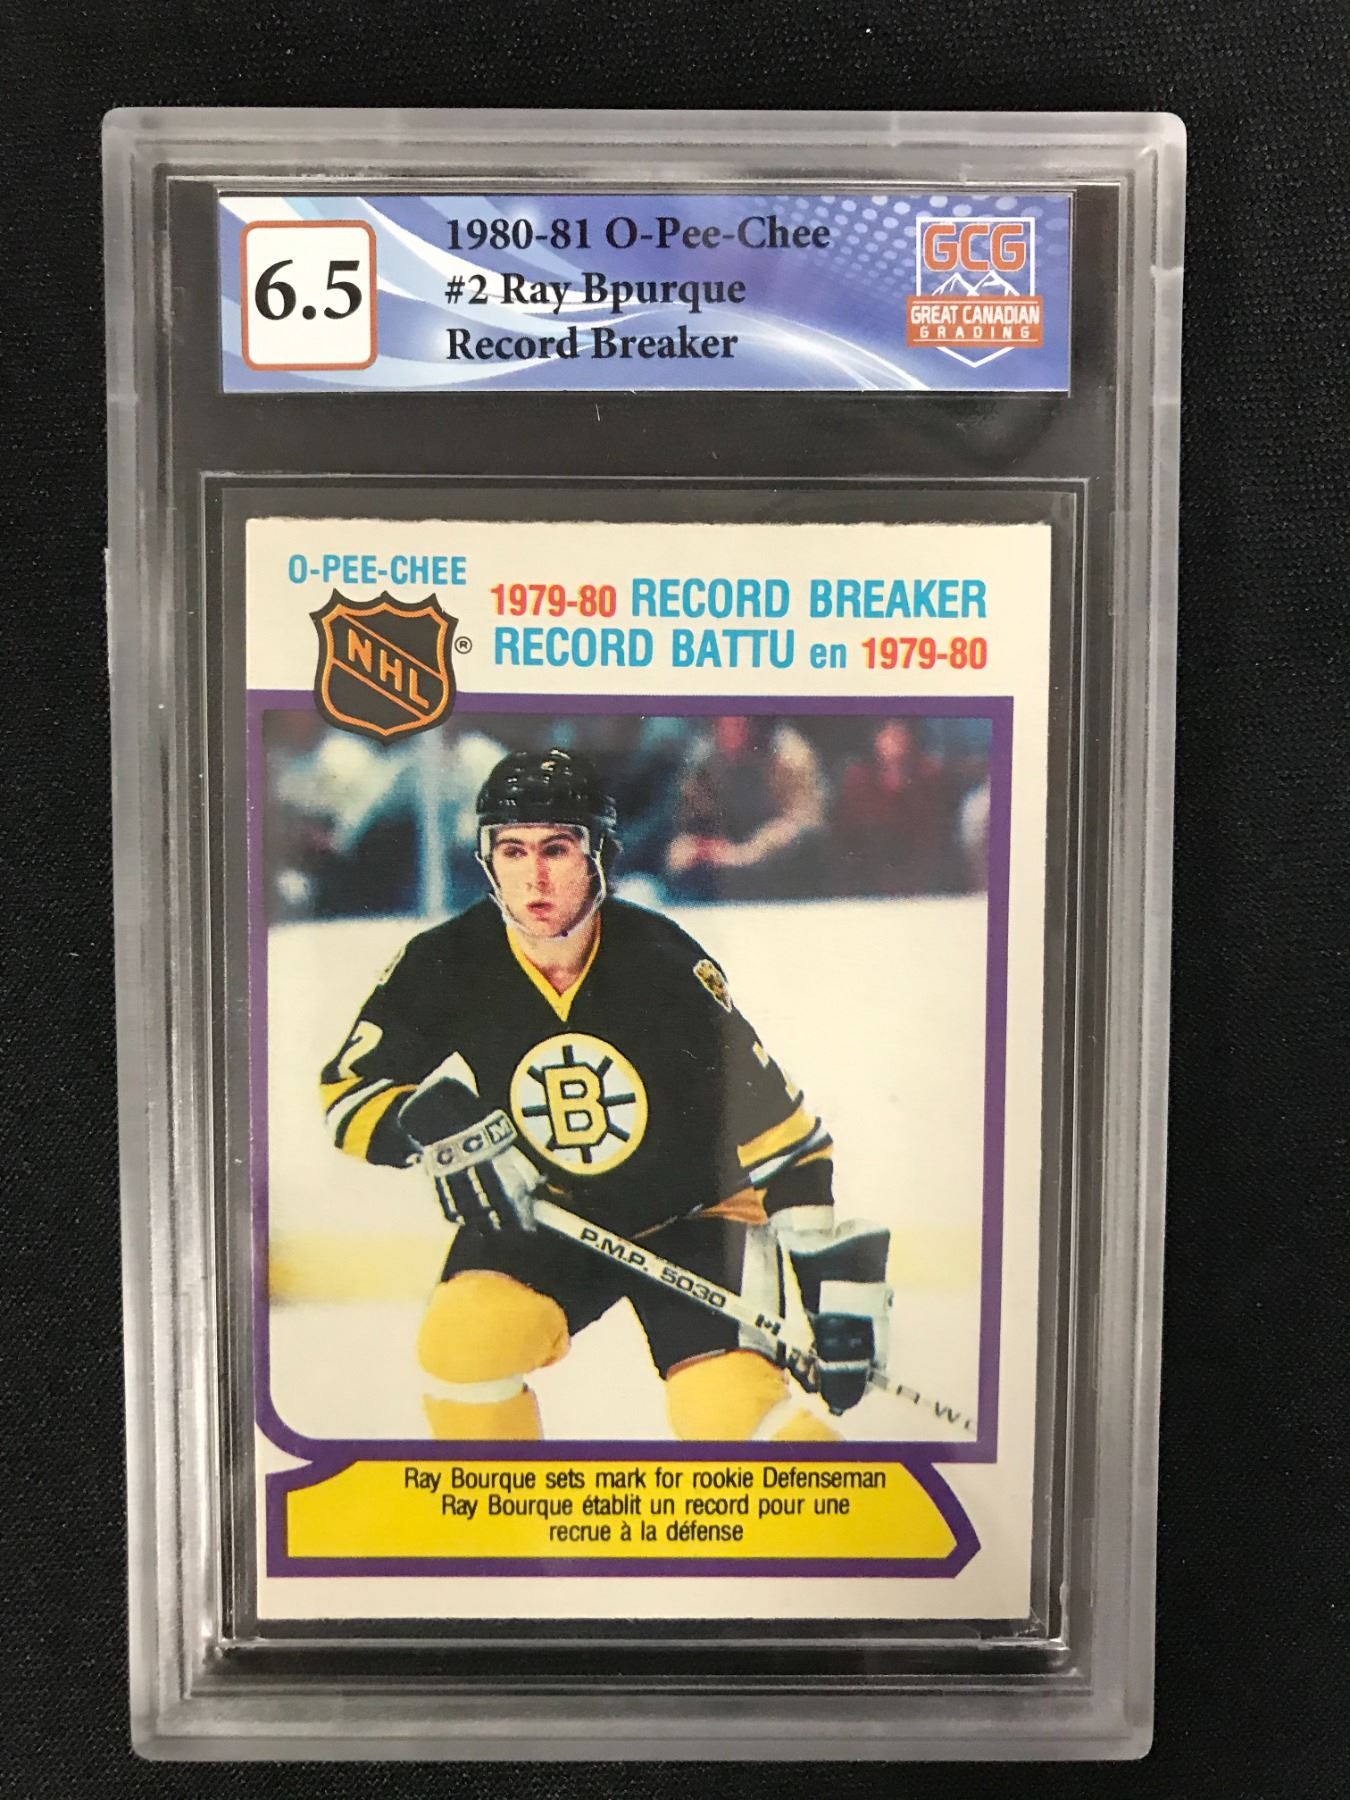 6.5
1980-81 O-Pee-Chee
#2 Ray Bpurque
Record Breaker
GCG
GREAT CANADIAN
GRADING
O-PEE-CHEE
NHL
®
1979-80 RECORD BREAKER
RECORD BATTU en 1979-80
7
7
B
CCM
P.M.P. 5030
Ray Bourque sets mark for rookie Defenseman
Ray Bourque établit un record pour une
recrue à la défense